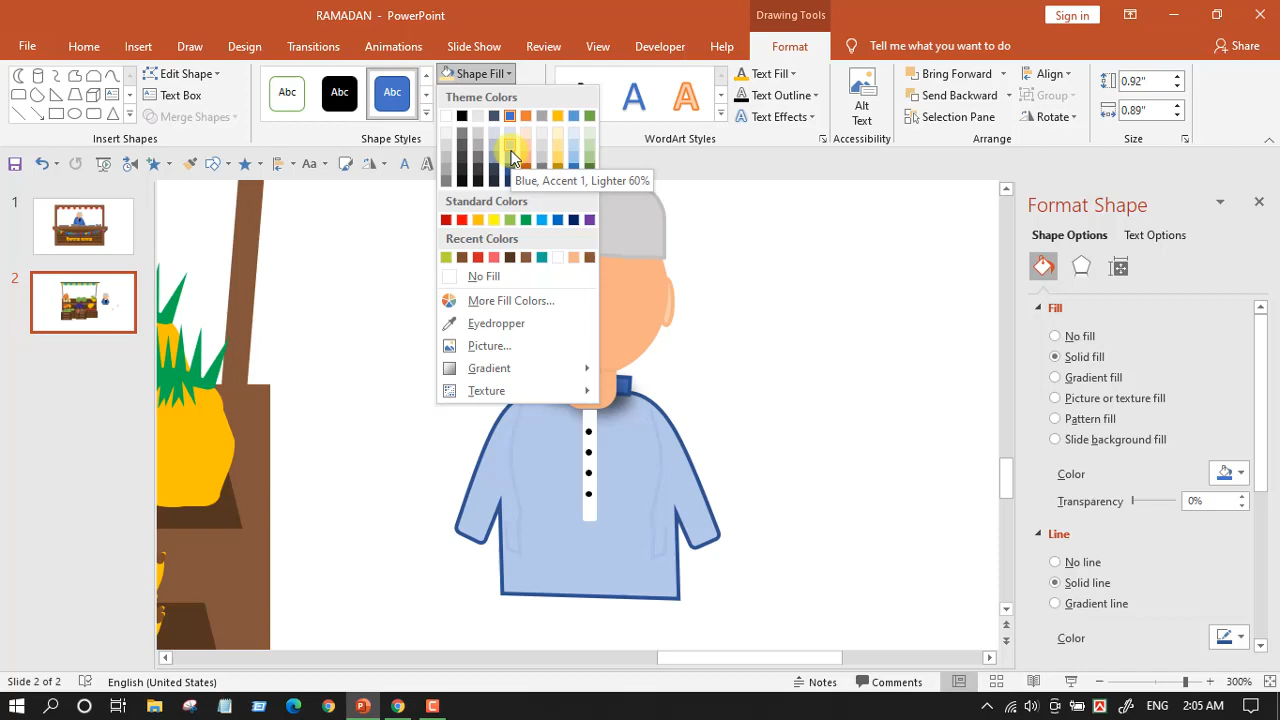 RAMADAN - PowerPoint
Drawing Tools
Sign in
File
Home
Insert
Draw
Design
Transitions
Animations
Slide Show
Review
View
Developer
Help
Format
Tell me what you want to do
Share
Edit Shape
Text Box
Merge Shapes
Insert Shapes
Abc
Abc
Abc
Shape Styles
Shape Fill
A
A
Text Fill
Text Outline
Text Effects
WordArt Styles
Alt
Text
Bring Forward
Send Backward
Selection Pane
Align
Group
Rotate
Arrange
0.92"
0.89"
Size
Aa
A
A
Theme Colors
Blue, Accent 1, Lighter 60%
Standard Colors
Recent Colors
No Fill
More Fill Colors...
Eyedropper
Picture...
Gradient
Texture
1
2
Format Shape
Shape Options
Text Options
Fill
No fill
Solid fill
Gradient fill
Picture or texture fill
Pattern fill
Slide background fill
Color
Transparency
0%
Line
No line
Solid line
Gradient line
Color
Slide 2 of 2
English (United States)
Notes
Comments
300%
ENG
2:05 AM